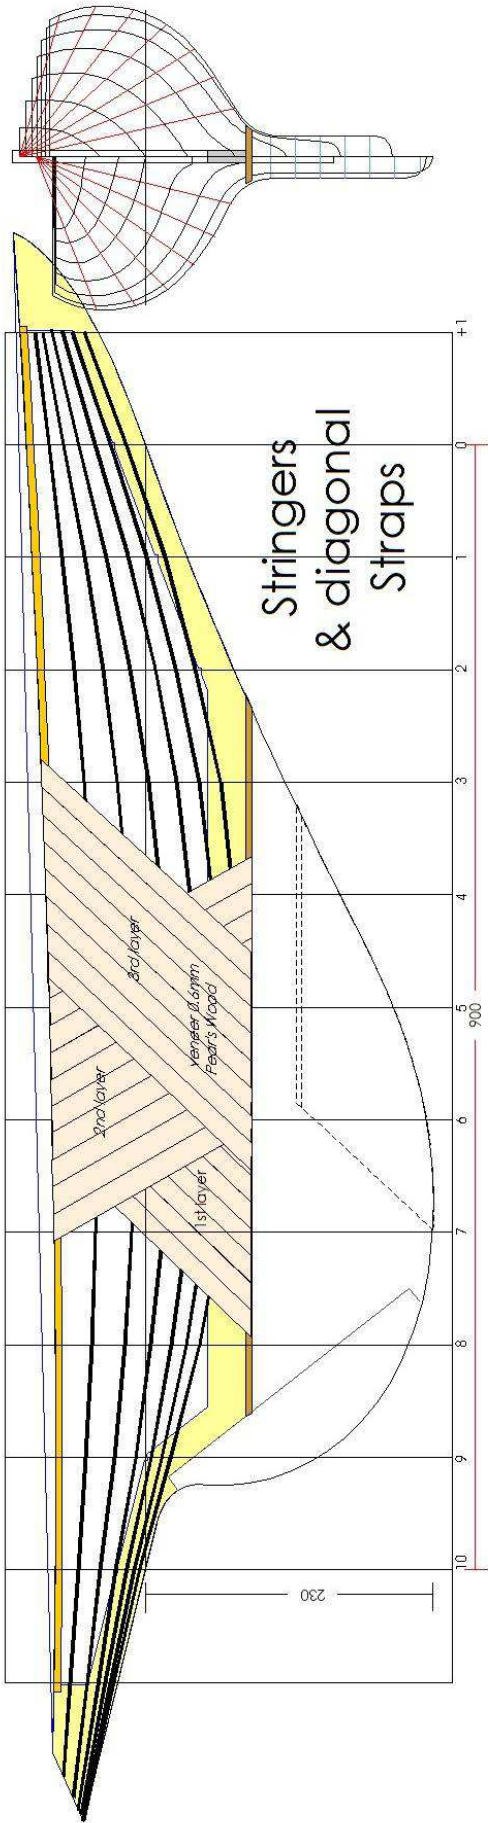 Stringers
& diagonal
Straps
3rd layer
veneer 0.6mm
Pear's Wood
2nd layer
1st layer
10 9 8 7 6 5 4 3 2 1 0 +1
900
230